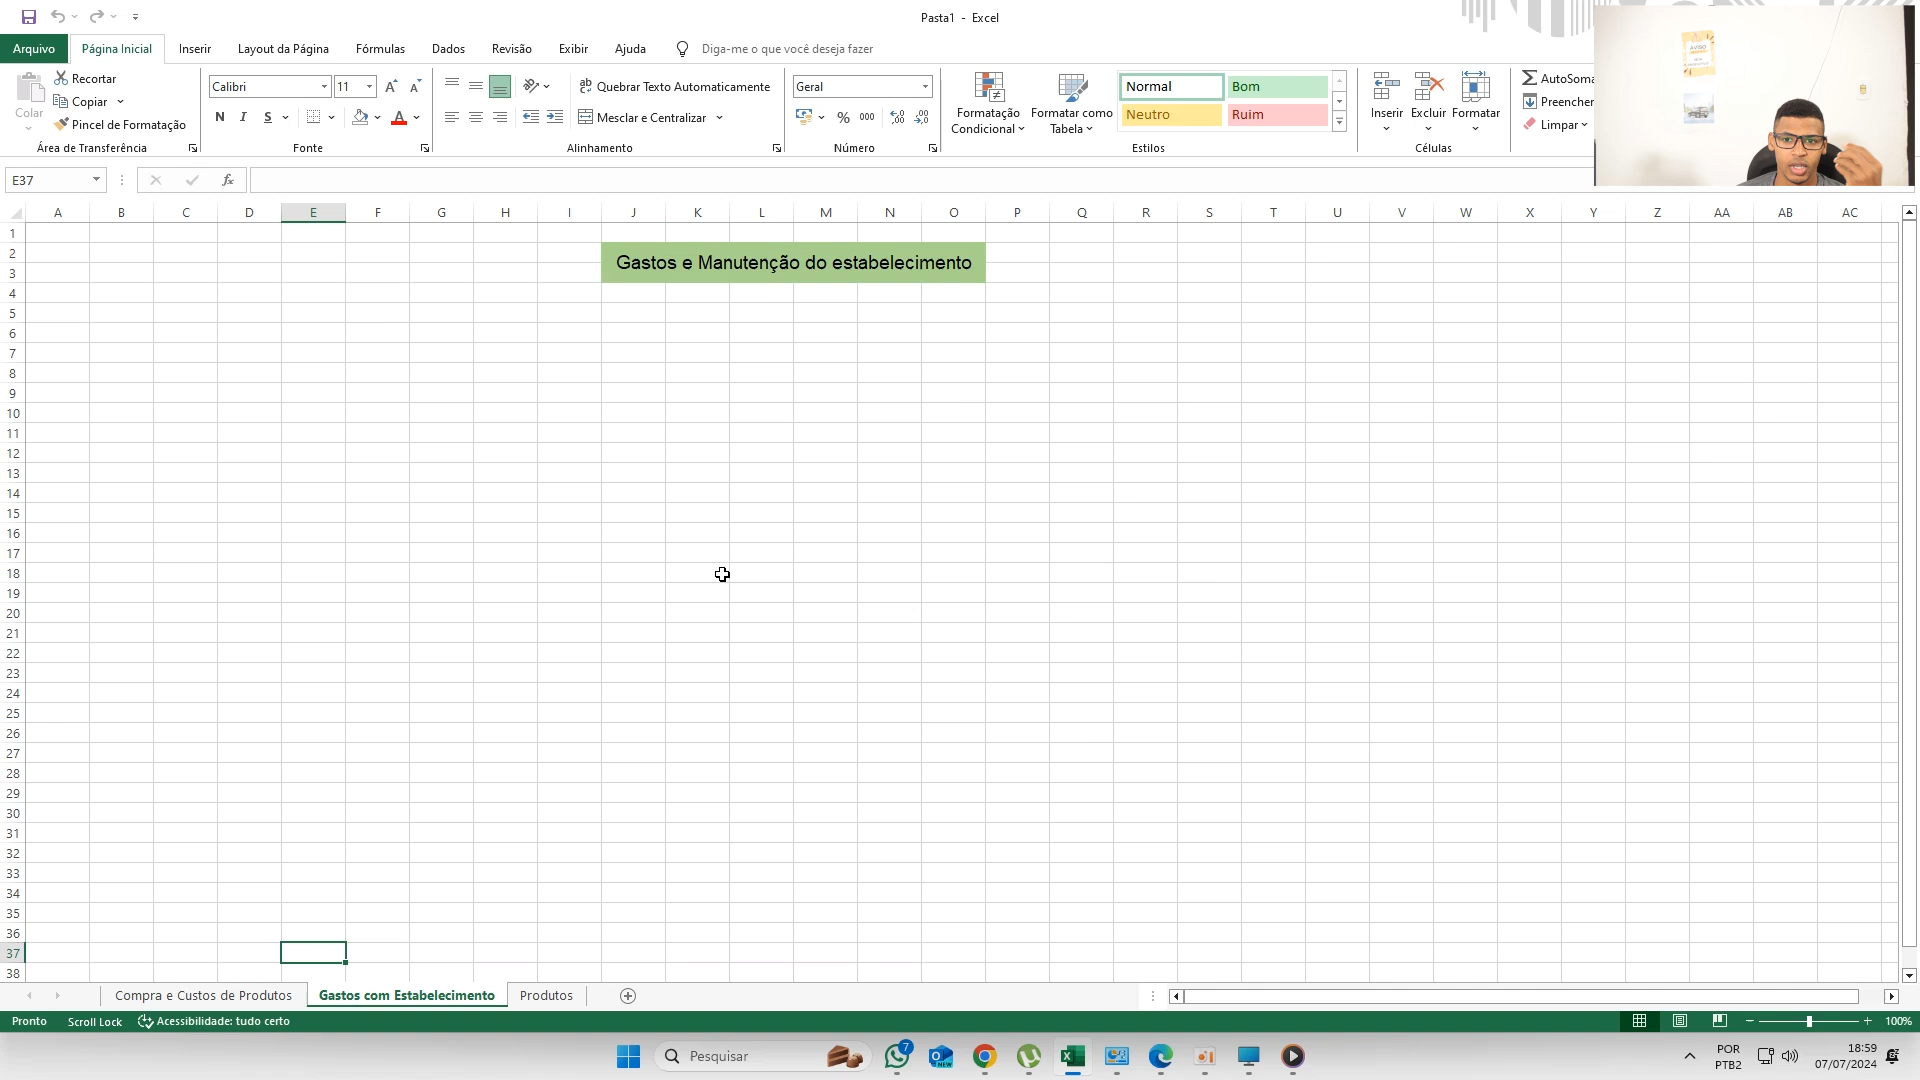 Pasta1 - Excel
Arquivo Página Inicial Inserir Layout da Página Fórmulas Dados Revisão Exibir Ajuda Diga-me o que você deseja fazer
Colar
Recortar
Copiar
Pincel de Formatação
Área de Transferência
Calibri 11
N I S
Fonte
Quebrar Texto Automaticamente
Mesclar e Centralizar
Alinhamento
Geral
% 000
Número
Formatação Condicional
Formatar como Tabela
Normal Bom
Neutro Ruim
Estilos
Inserir Excluir Formatar
Células
AutoSoma
Preencher
Limpar
E37 fx
A B C D E F G H I J K L M N O P Q R S T U V W X Y Z AA AB AC
1
2
3
4
5
6
7
8
9
10
11
12
13
14
15
16
17
18
19
20
21
22
23
24
25
26
27
28
29
30
31
32
33
34
35
36
37
38
Gastos e Manutenção do estabelecimento
Compra e Custos de Produtos Gastos com Estabelecimento Produtos
Pronto Scroll Lock Acessibilidade: tudo certo 100%
Pesquisar
7
NEW
POR
PTB2
18:59
07/07/2024